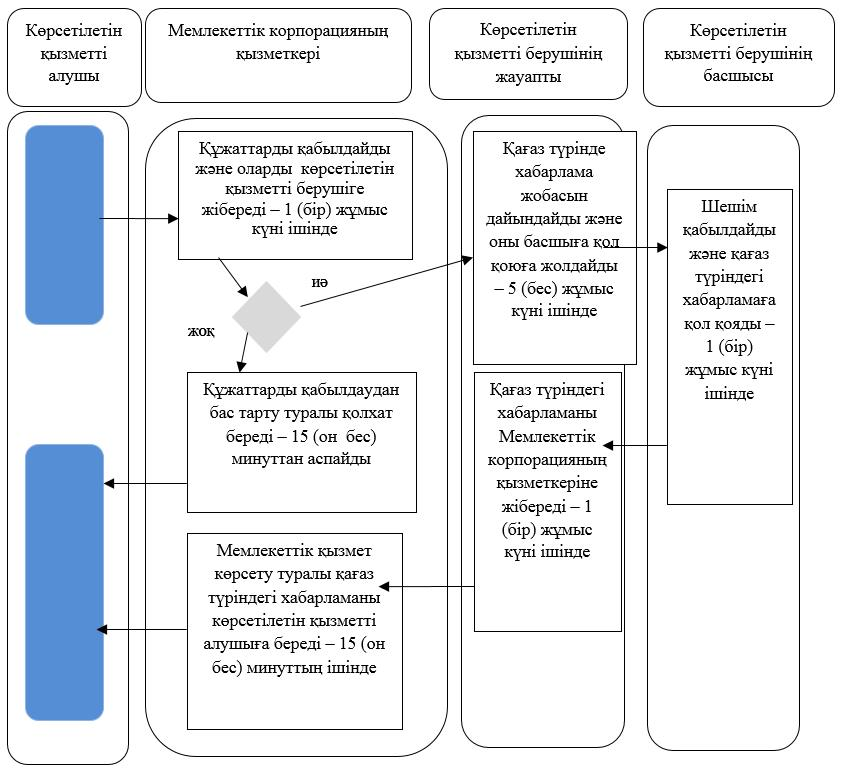 Көрсетілетін
қызметті
алушы
Мемлекеттік корпорацияның
қызметкері
Көрсетілетін
қызметті берушінің
жауапты
Көрсетілетін
қызметті берушінің
басшысы
Құжаттарды қабылдайды
және оларды көрсетілетін
қызметті берушіге
жібереді – 1 (бір) жұмыс
күні ішінде
Қағаз түрінде
хабарлама
жобасын
дайындайды және
оны басшыға қол
қоюға жолдайды
– 5 (бес) жұмыс
күні ішінде
Шешім
қабылдайды
және қағаз
түріндегі
хабарламаға
қол қояды –
1 (бір)
жұмыс күні
ішінде
иә
жоқ
Құжаттарды қабылдаудан
бас тарту туралы қолхат
береді – 15 (он бес)
минуттан аспайды
Қағаз түріндегі
хабарламаны
Мемлекеттік
корпорацияның
қызметкеріне
жібереді – 1
(бір) жұмыс
күні ішінде
Мемлекеттік қызмет
көрсету туралы қағаз
түріндегі хабарламаны
көрсетілетін қызметті
алушыға береді – 15 (он
бес) минуттың ішінде